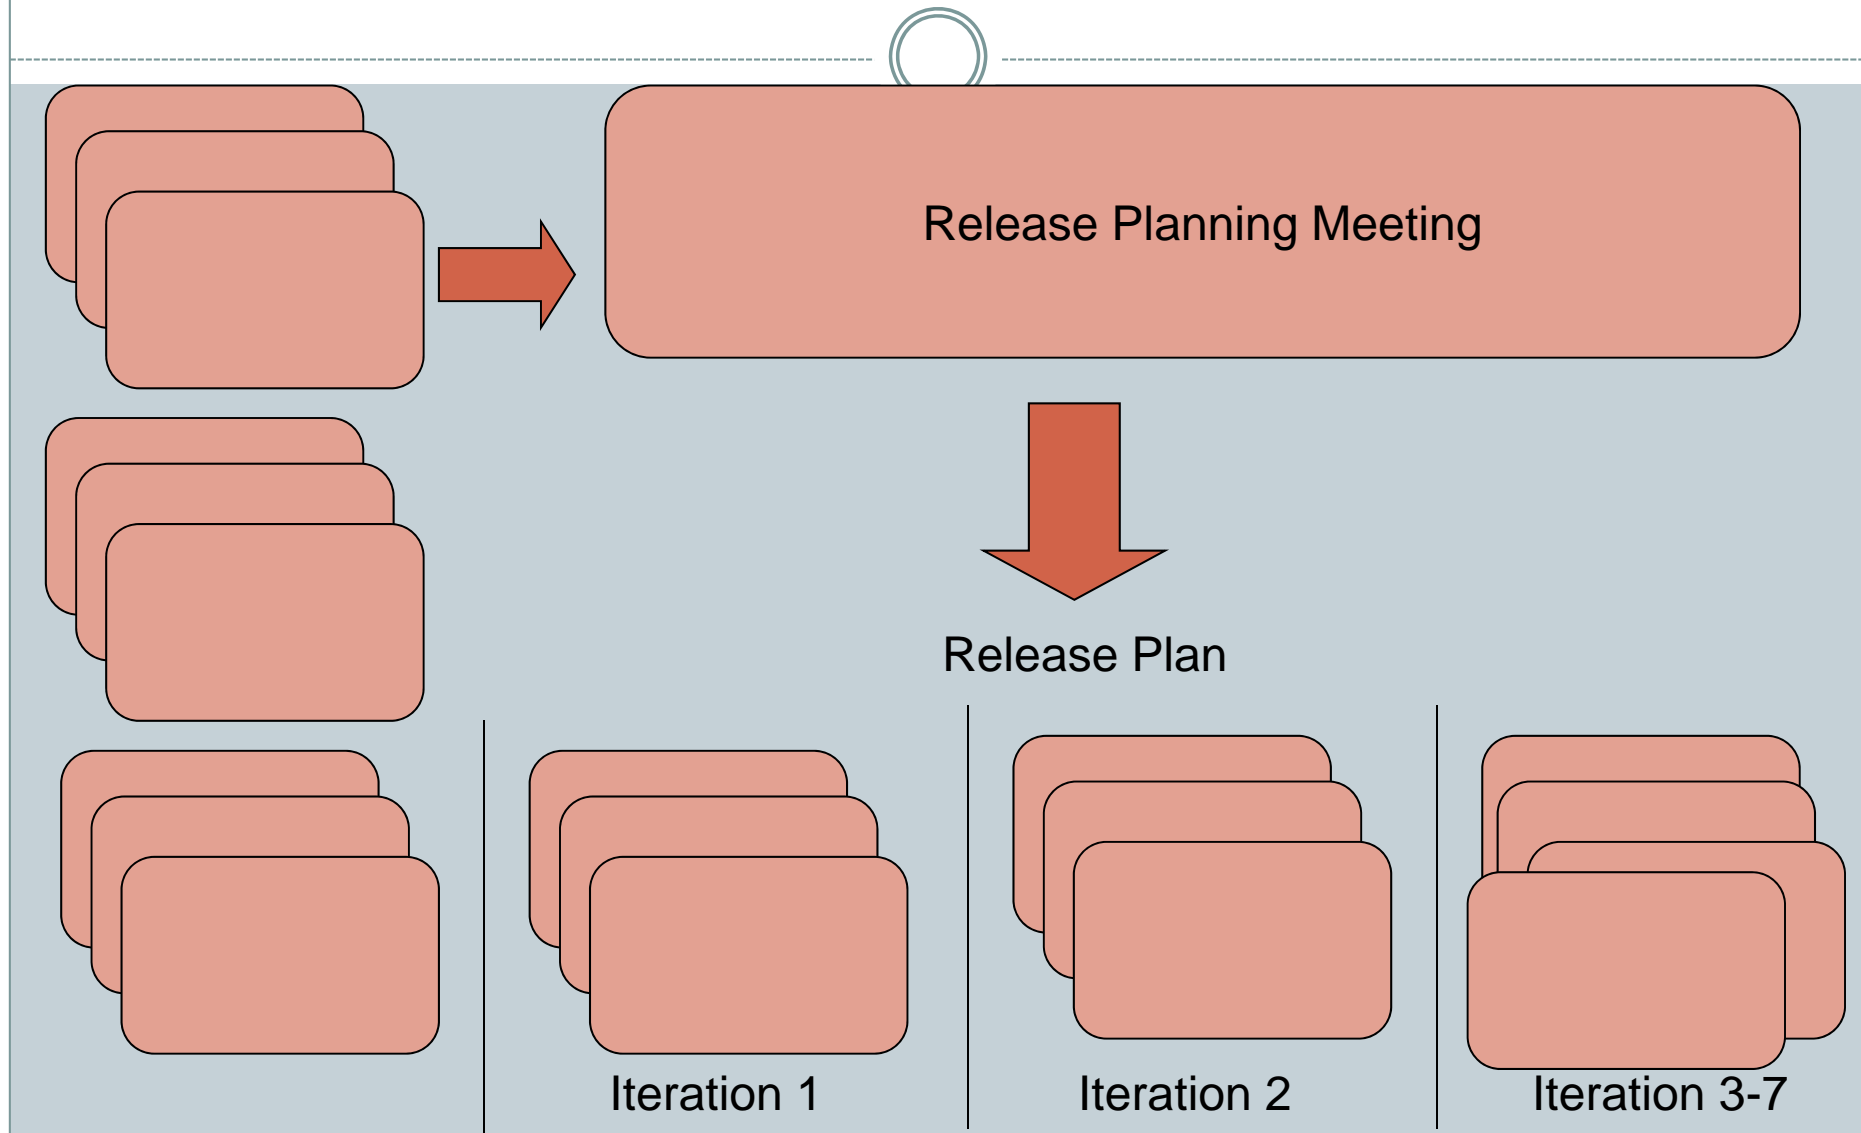 Release Planning Meeting
Release Plan
Iteration 1
Iteration 2
Iteration 3-7